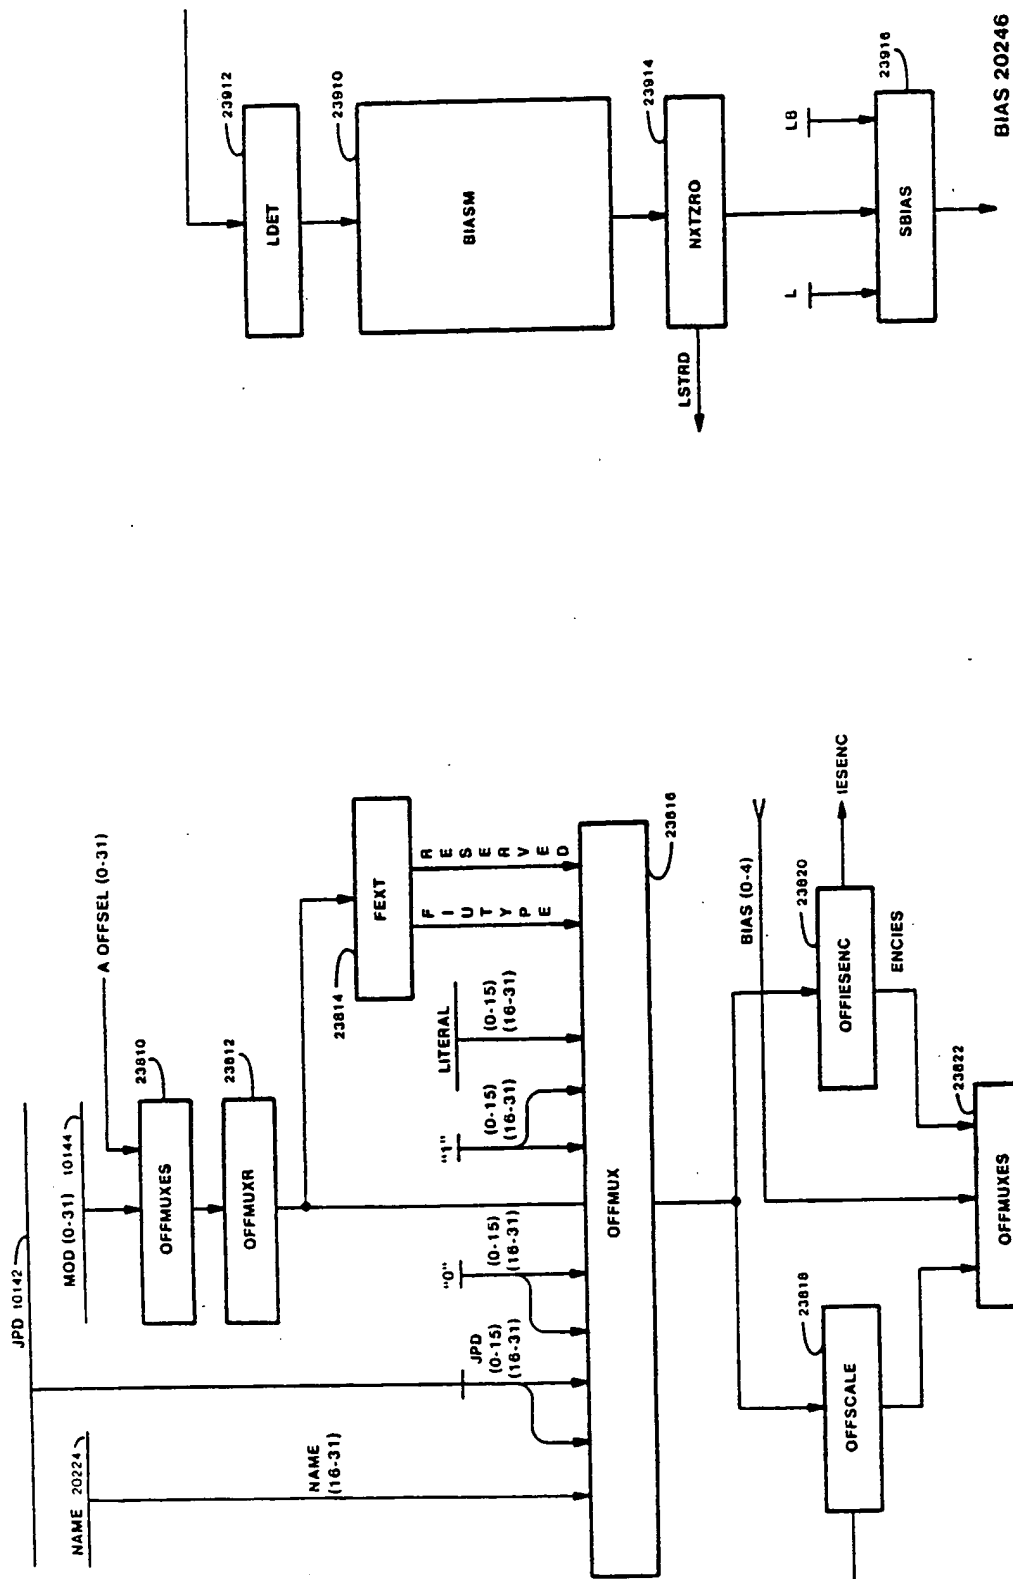 JPD 10142
NAME 20224
MOD (0-31) 10144
A OFFSEL (0-31)
23810
OFFMUXES
23812
OFFMUXR
23814
FEXT
FIUTYPE
RESERVED
NAME
(16-31)
JPD
(0-15)
(16-31)
"0"
(0-15)
(16-31)
"1"
(0-15)
(16-31)
LITERAL
(0-15)
(16-31)
OFFMUX
23816
23818
OFFSCALE
BIAS (0-4)
23820
OFFIESENC
IESENC
ENCIES
23822
OFFMUXES
23912
LDET
23910
BIASM
23914
NXTZRO
LSTRD
L
LB
23916
SBIAS
BIAS 20246